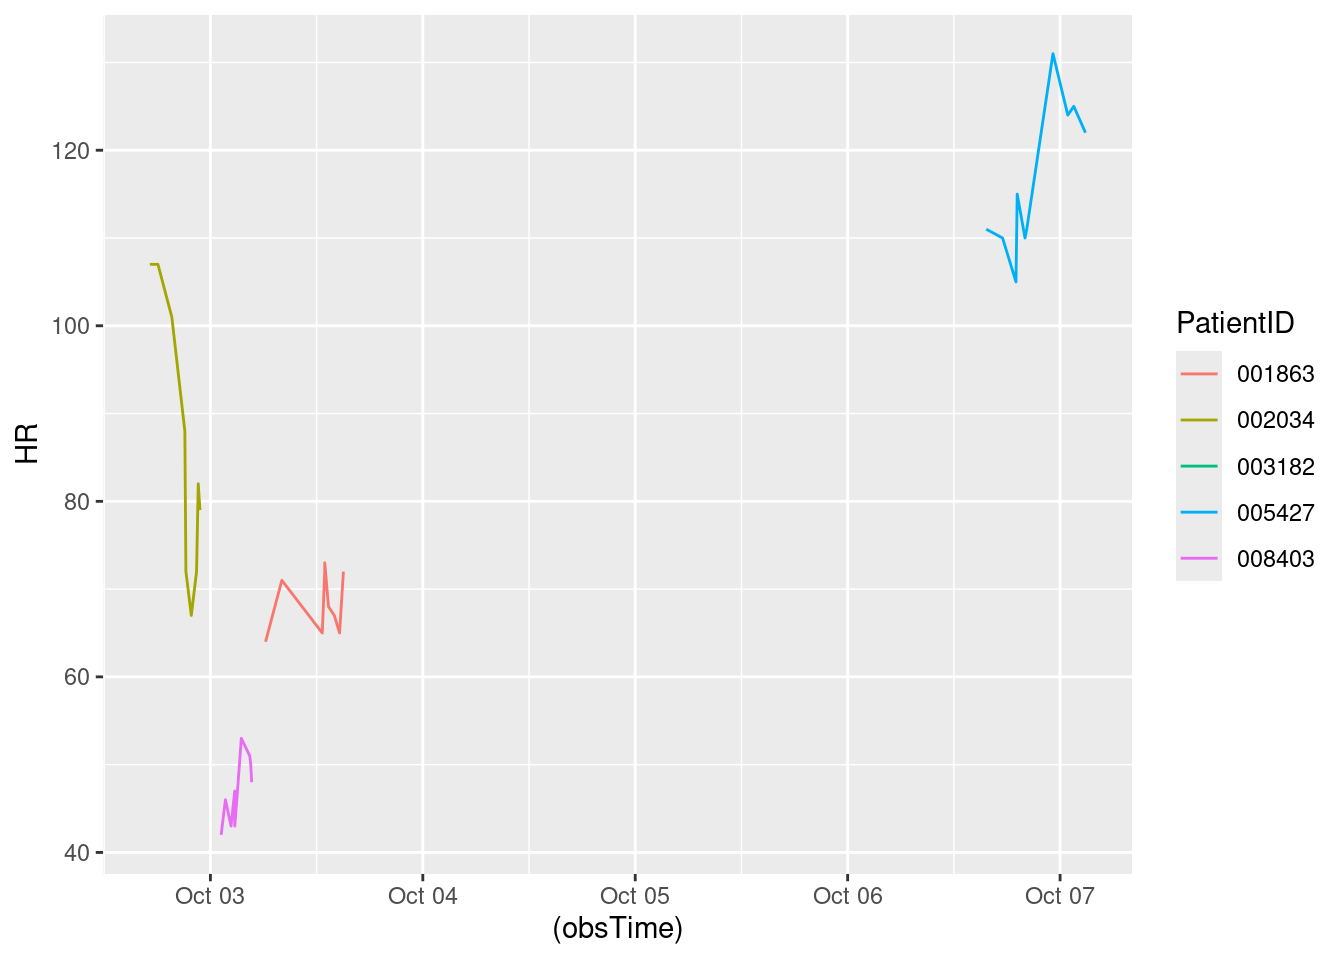 120
100
80
60
40
HR
Oct 03
Oct 04
Oct 05
Oct 06
Oct 07
(obsTime)
PatientID
001863
002034
003182
005427
008403